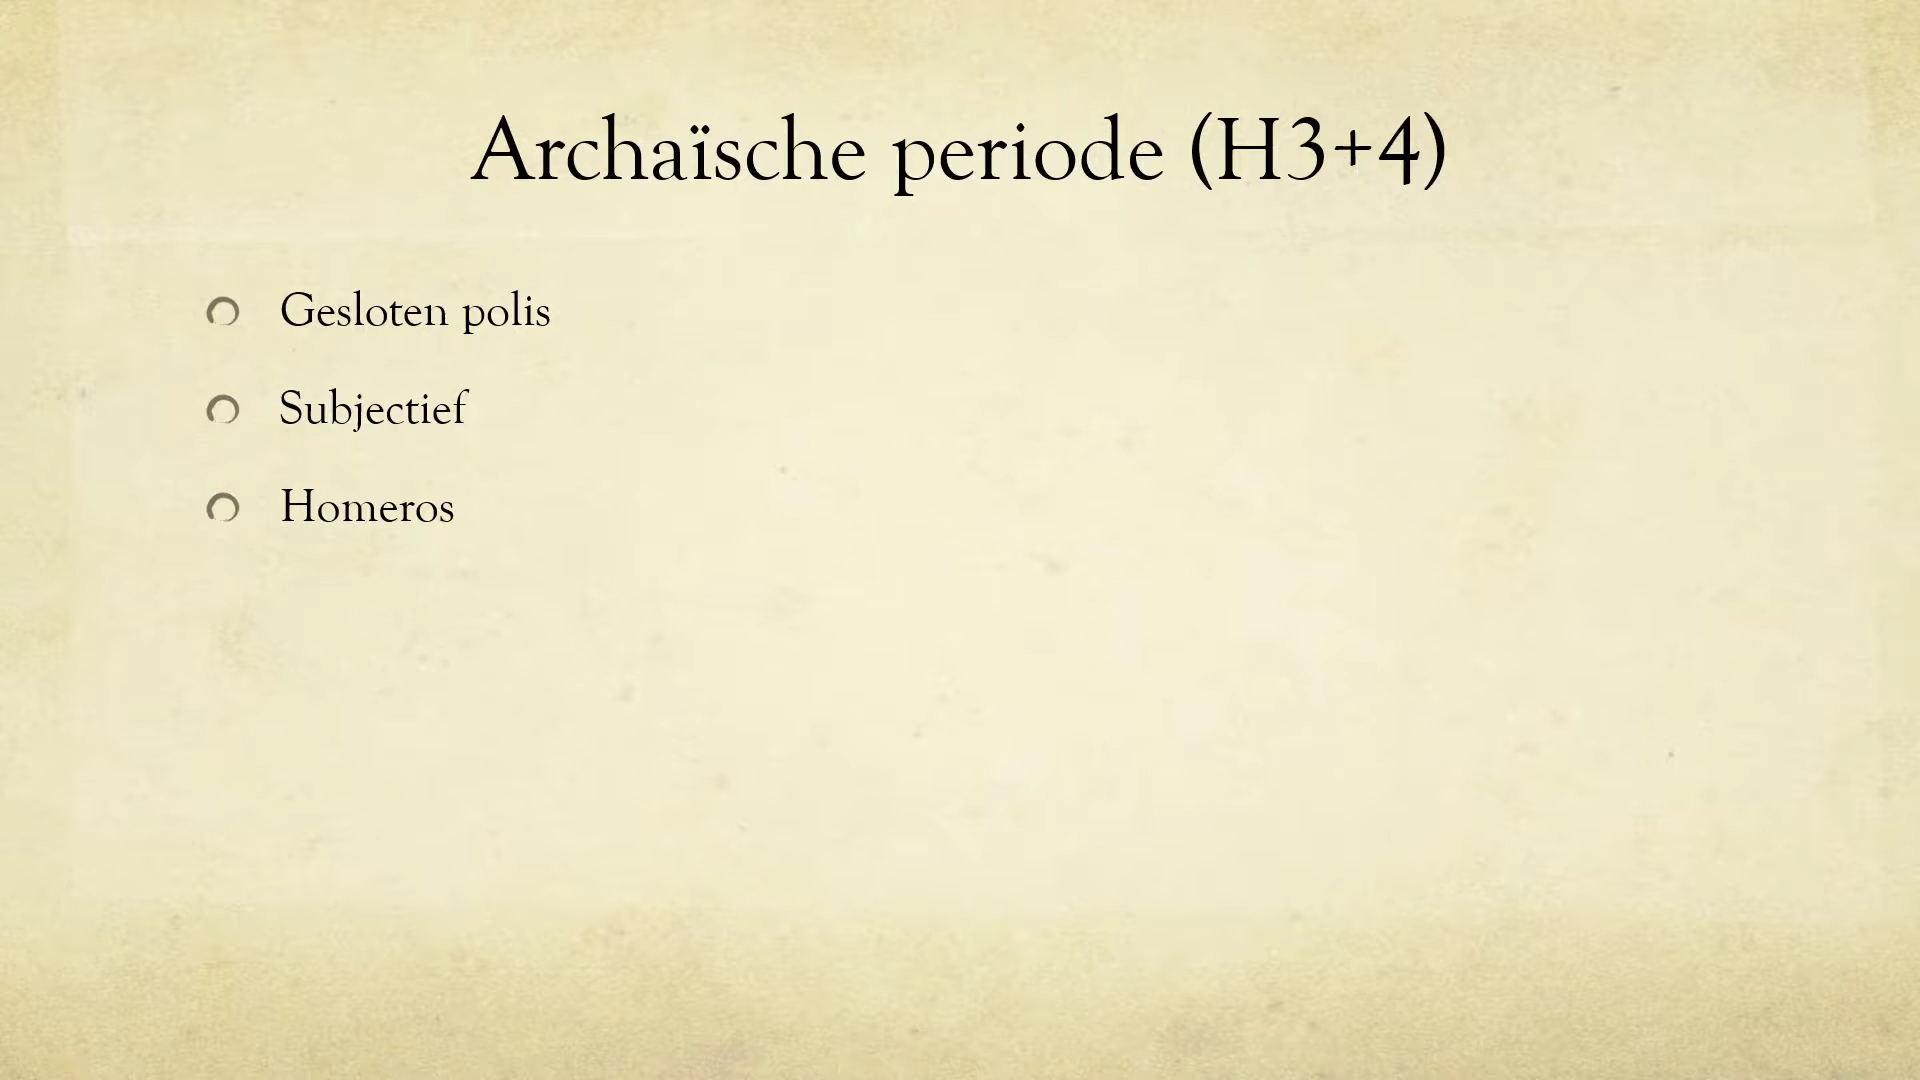 Archaïsche periode (H3+4)
Gesloten polis
Subjectief
Homeros